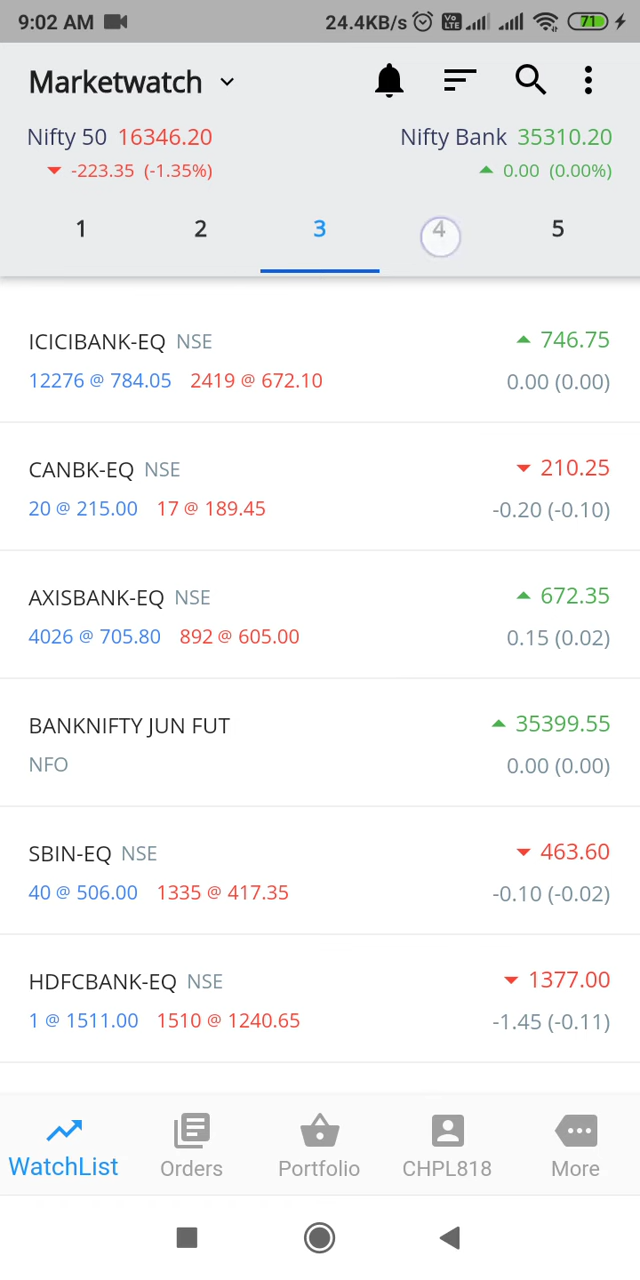 9:02 AM 24.4KB/s Vo LTE 71
Marketwatch
Nifty 50 16346.20 Nifty Bank 35310.20
-223.35 (-1.35%) 0.00 (0.00%)
1 2 3 4 5
ICICIBANK-EQ NSE 746.75
12276 @ 784.05 2419 @ 672.10 0.00 (0.00)
CANBK-EQ NSE 210.25
20 @ 215.00 17 @ 189.45 -0.20 (-0.10)
AXISBANK-EQ NSE 672.35
4026 @ 705.80 892 @ 605.00 0.15 (0.02)
BANKNIFTY JUN FUT 35399.55
NFO 0.00 (0.00)
SBIN-EQ NSE 463.60
40 @ 506.00 1335 @ 417.35 -0.10 (-0.02)
HDFCBANK-EQ NSE 1377.00
1 @ 1511.00 1510 @ 1240.65 -1.45 (-0.11)
WatchList Orders Portfolio CHPL818 More